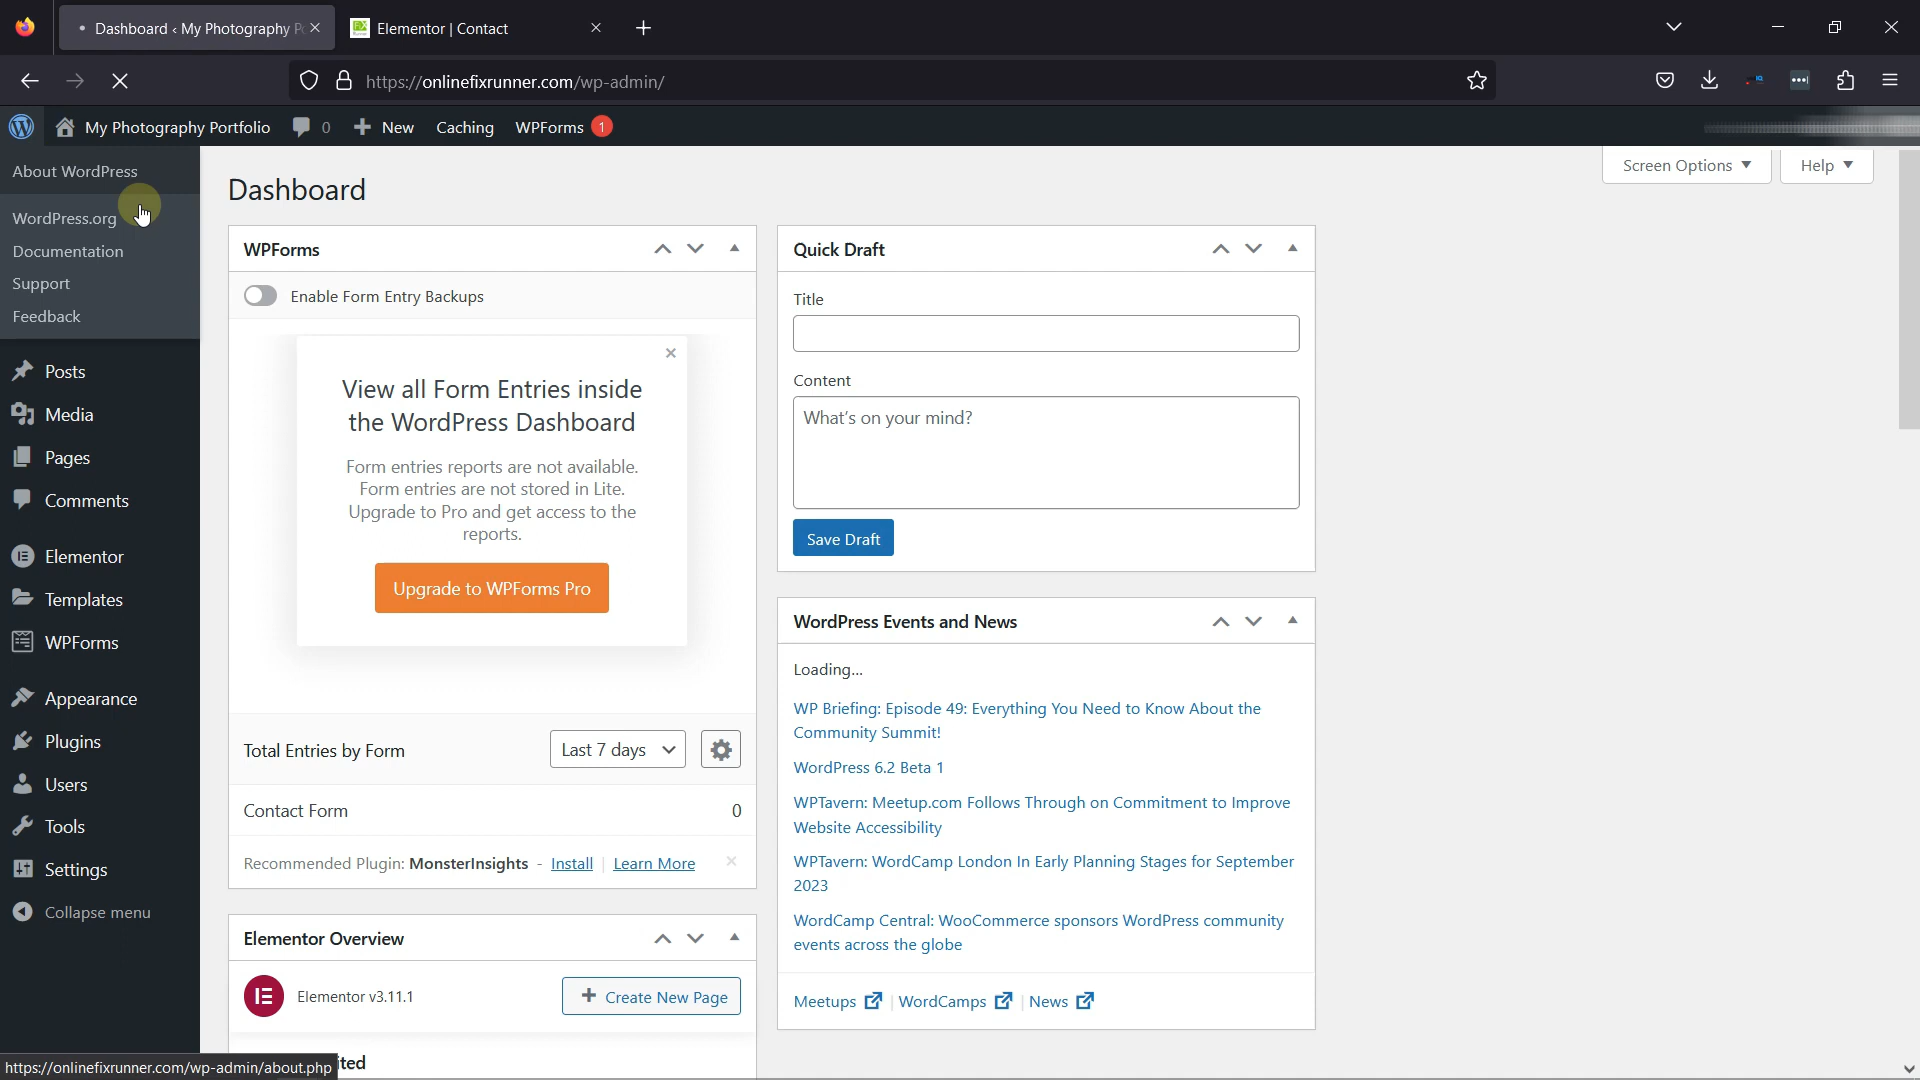 Dashboard ‹ My Photography P
Elementor | Contact
https://onlinefixrunner.com/wp-admin/
My Photography Portfolio
0
New
Caching
WPForms
1
About WordPress
WordPress.org
Documentation
Support
Feedback
Posts
Media
Pages
Comments
Elementor
Templates
WPForms
Appearance
Plugins
Users
Tools
Settings
Collapse menu
https://onlinefixrunner.com/wp-admin/about.php
Screen Options
Help
Dashboard
WPForms
Enable Form Entry Backups
View all Form Entries inside
the WordPress Dashboard
Form entries reports are not available.
Form entries are not stored in Lite.
Upgrade to Pro and get access to the
reports.
Upgrade to WPForms Pro
Total Entries by Form
Last 7 days
Contact Form
0
Recommended Plugin: MonsterInsights - Install | Learn More
Elementor Overview
Elementor v3.11.1
Create New Page
ited
Quick Draft
Title
Content
What's on your mind?
Save Draft
WordPress Events and News
Loading...
WP Briefing: Episode 49: Everything You Need to Know About the
Community Summit!
WordPress 6.2 Beta 1
WPTavern: Meetup.com Follows Through on Commitment to Improve
Website Accessibility
WPTavern: WordCamp London In Early Planning Stages for September
2023
WordCamp Central: WooCommerce sponsors WordPress community
events across the globe
Meetups | WordCamps | News